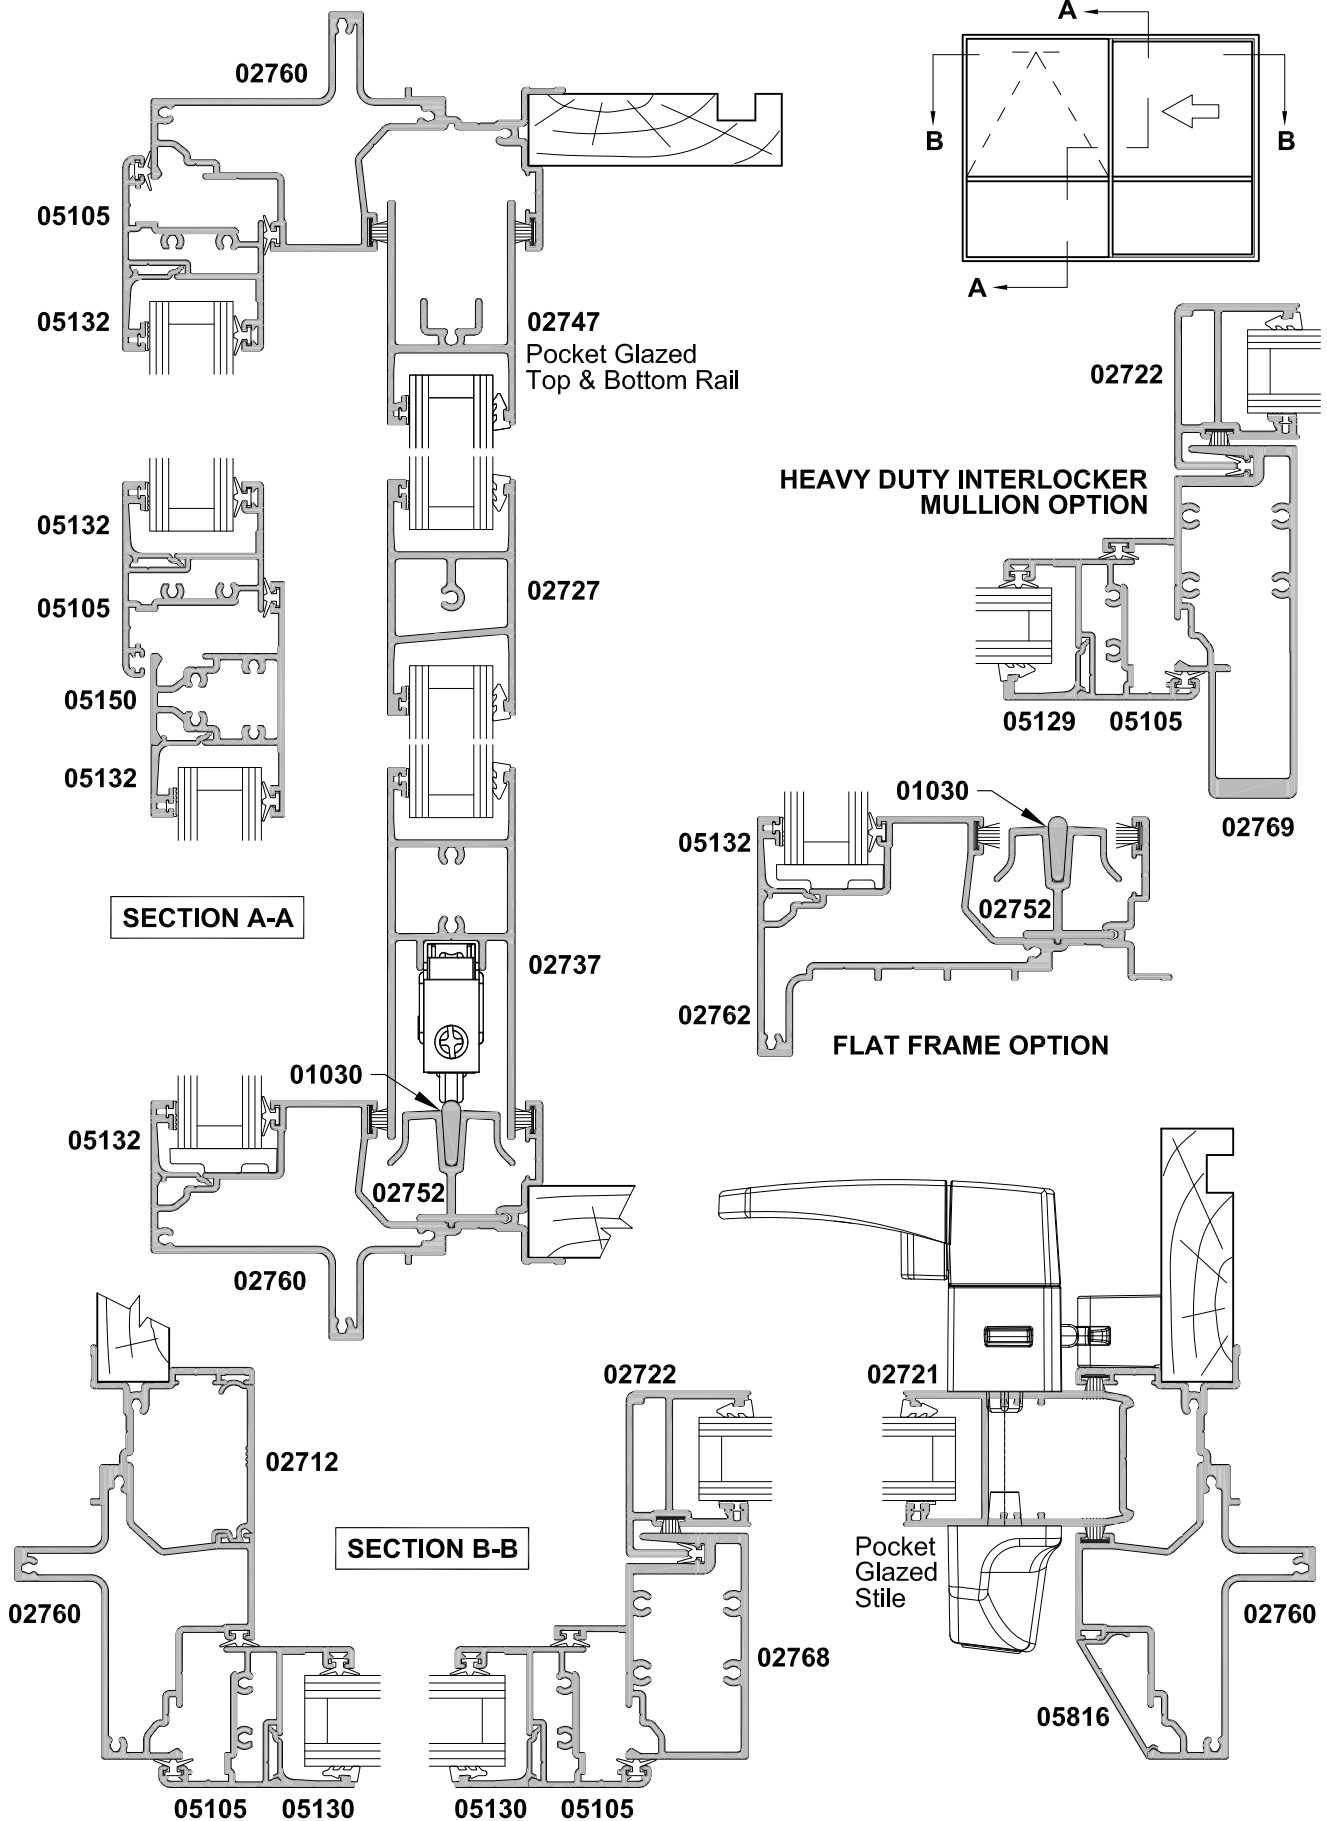 02760
A
B
B
A
05105
05132
02747
Pocket Glazed
Top & Bottom Rail
02722
HEAVY DUTY INTERLOCKER
MULLION OPTION
05132
05105
02727
05150
05132
05129
05105
02769
01030
05132
02752
02762
FLAT FRAME OPTION
SECTION A-A
02737
01030
05132
02752
02760
02712
02722
02721
SECTION B-B
Pocket
Glazed
Stile
02760
02768
02760
05816
05105
05130
05130
05105